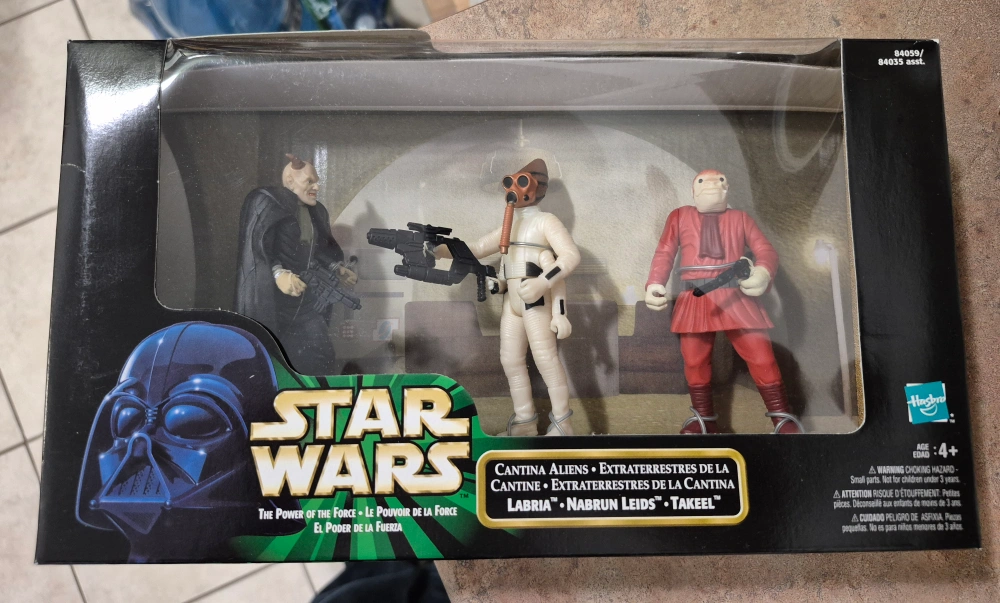 84059/
84035 asst.
STAR
WARS™
THE POWER OF THE FORCE • LE POUVOIR DE LA FORCE
EL PODER DE LA FUERZA
CANTINA ALIENS • EXTRATERRESTRES DE LA
CANTINE • EXTRATERRESTRES DE LA CANTINA
LABRIA™ • NABRUN LEIDS™ • TAKEEL™
Hasbro
AGE
EDAD : 4+
⚠ WARNING CHOKING HAZARD -
Small parts. Not for children under 3 years.
⚠ ATTENTION RISQUE D'ÉTOUFFEMENT. Petites
pièces. Déconseillé aux enfants de moins de 3 ans.
⚠ CUIDADO PELIGRO DE ASFIXIA. Piezas
pequeñas. No es para niños menores de 3 años.